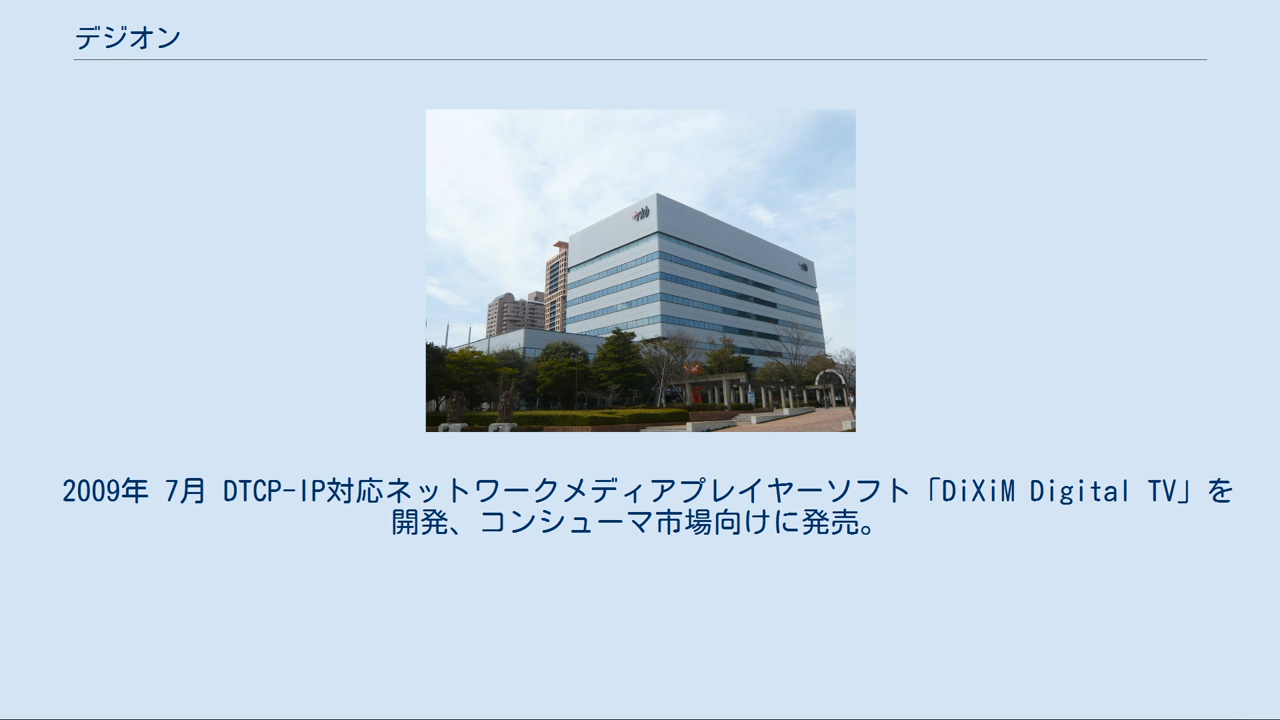 デジオン
rkb
2009年 7月 DTCP-IP対応ネットワークメディアプレイヤーソフト「DiXiM Digital TV」を
開発、コンシューマ市場向けに発売。